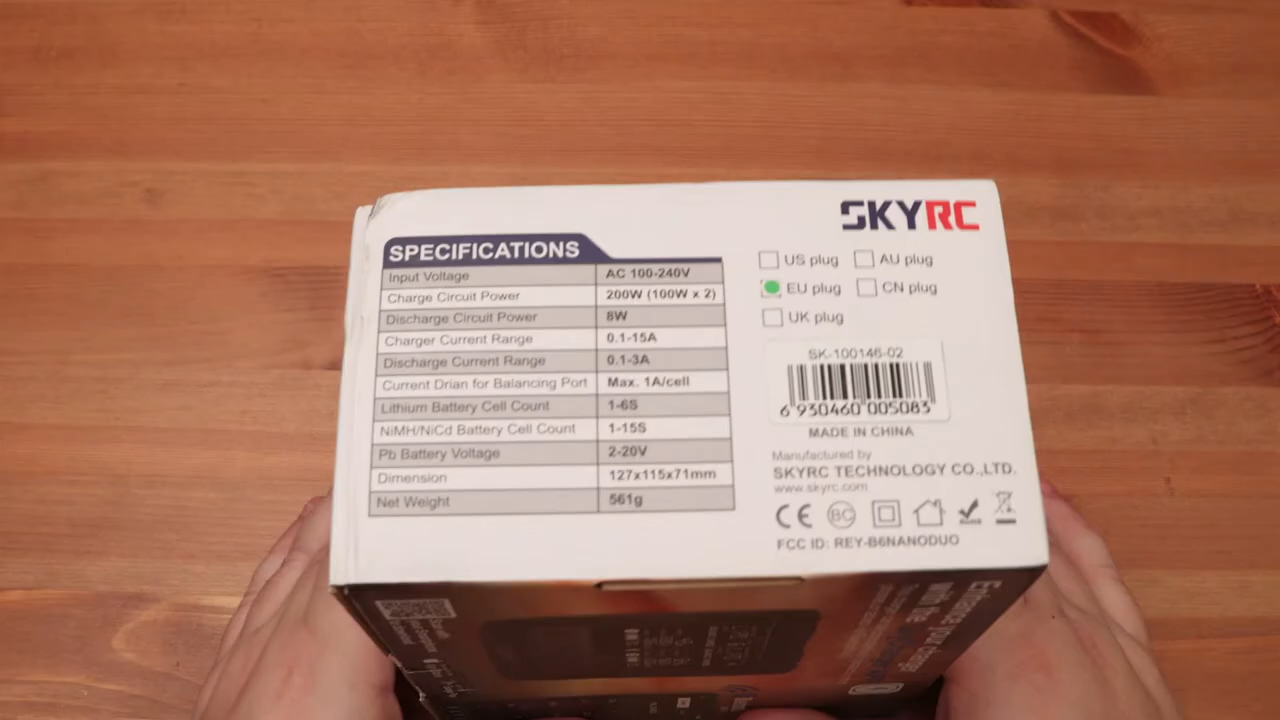 SKYRC
SPECIFICATIONS
Input Voltage AC 100-240V
Charge Circuit Power 200W (100W x 2)
Discharge Circuit Power 8W
Charger Current Range 0.1-15A
Discharge Current Range 0.1-3A
Current Drian for Balancing Port Max. 1A/cell
Lithium Battery Cell Count 1-6S
NiMH/NiCd Battery Cell Count 1-15S
Pb Battery Voltage 2-20V
Dimension 127x115x71mm
Net Weight 561g
US plug AU plug
EU plug CN plug
UK plug
SK-100146-02
6 930460 005083
MADE IN CHINA
Manufactured by
SKYRC TECHNOLOGY CO.,LTD.
www.skyrc.com
CE BC
FCC ID: REY-B6NANODUO